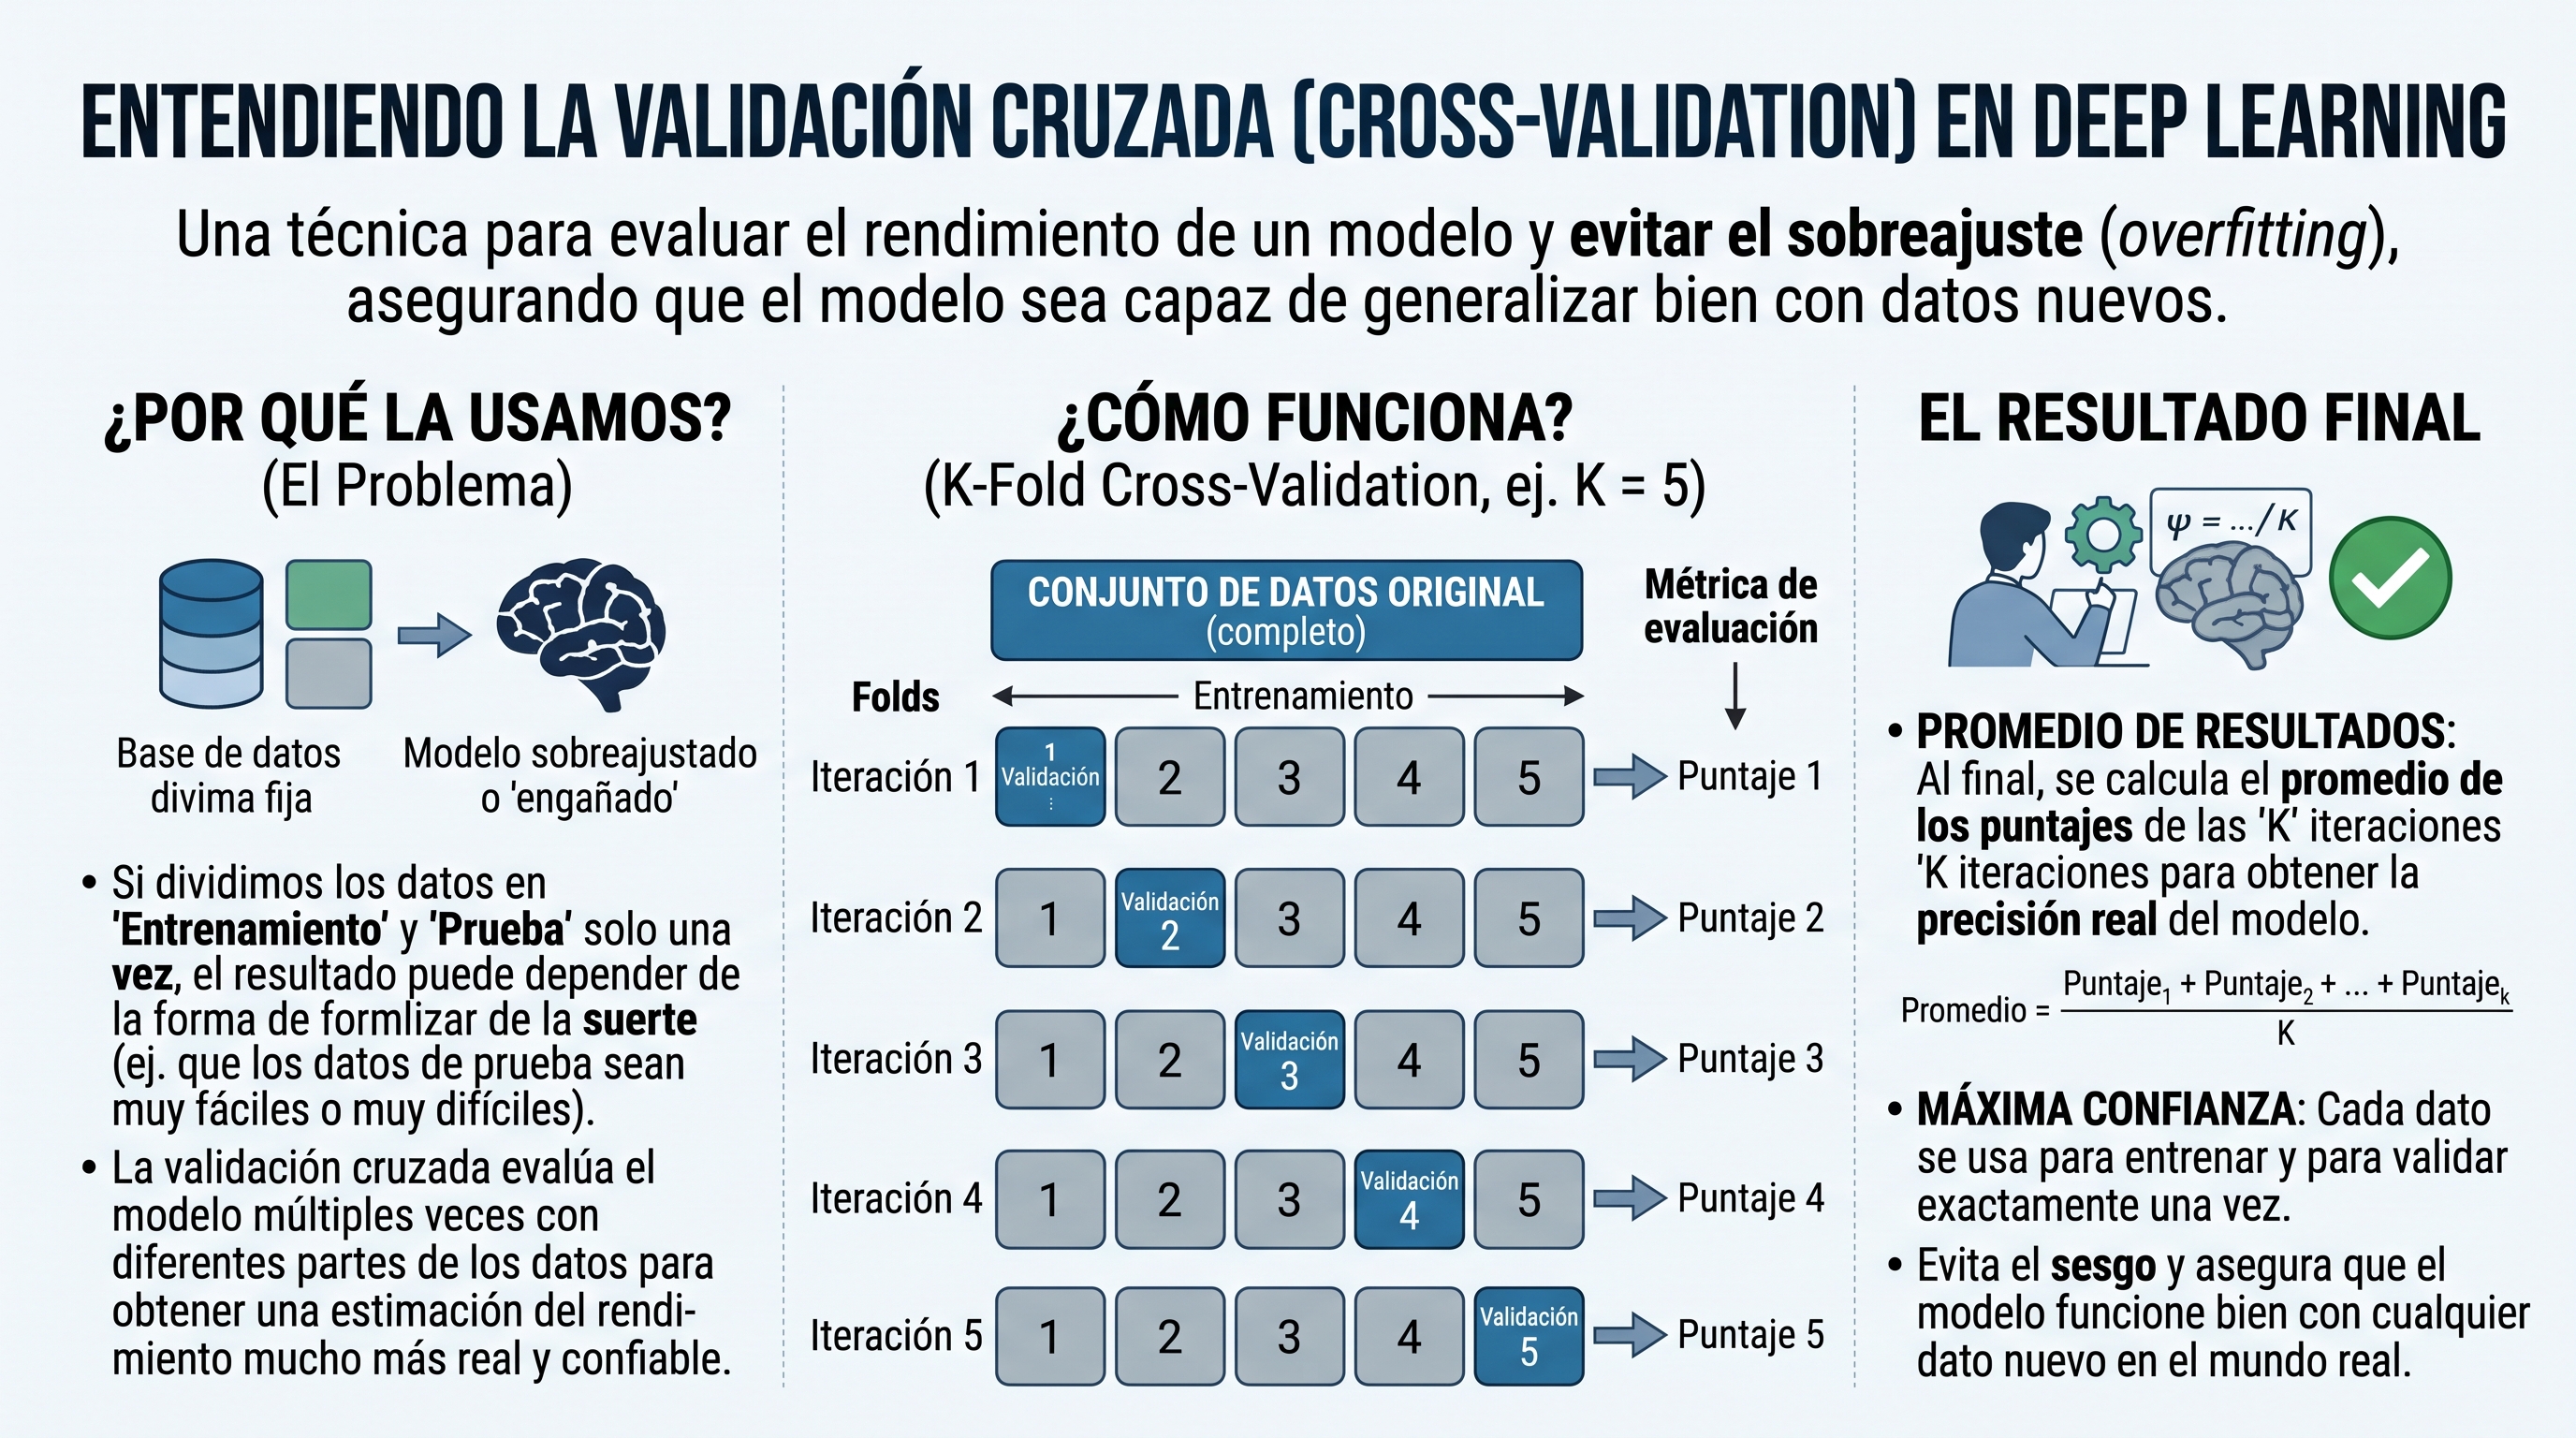 ENTENDIENDO LA VALIDACIÓN CRUZADA (CROSS-VALIDATION) EN DEEP LEARNING
Una técnica para evaluar el rendimiento de un modelo y evitar el sobreajuste (overfitting),
asegurando que el modelo sea capaz de generalizar bien con datos nuevos.
¿POR QUÉ LA USAMOS?
(El Problema)
Base de datos
divima fija
Modelo sobreajustado
o 'engañado'
• Si dividimos los datos en
'Entrenamiento' y 'Prueba' solo una
vez, el resultado puede depender de
la forma de formlizar de la suerte
(ej. que los datos de prueba sean
muy fáciles o muy difíciles).
• La validación cruzada evalúa el
modelo múltiples veces con
diferentes partes de los datos para
obtener una estimación del rendi-
miento mucho más real y confiable.
¿CÓMO FUNCIONA?
(K-Fold Cross-Validation, ej. K = 5)
CONJUNTO DE DATOS ORIGINAL
(completo)
Métrica de
evaluación
Folds
Entrenamiento
Iteración 1
1
Validación
⋮
2
3
4
5
Puntaje 1
Iteración 2
1
Validación
2
3
4
5
Puntaje 2
Iteración 3
1
2
Validación
3
4
5
Puntaje 3
Iteración 4
1
2
3
Validación
4
5
Puntaje 4
Iteración 5
1
2
3
4
Validación
5
Puntaje 5
EL RESULTADO FINAL
ψ = .../K
• PROMEDIO DE RESULTADOS:
Al final, se calcula el promedio de
los puntajes de las 'K' iteraciones
'K iteraciones para obtener la
precisión real del modelo.
Promedio = Puntaje₁ + Puntaje₂ + ... + Puntajeₖ
K
• MÁXIMA CONFIANZA: Cada dato
se usa para entrenar y para validar
exactamente una vez.
• Evita el sesgo y asegura que el
modelo funcione bien con cualquier
dato nuevo en el mundo real.